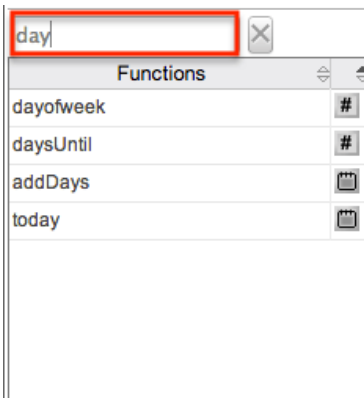 day
Functions
dayofweek #
daysUntil #
addDays
today